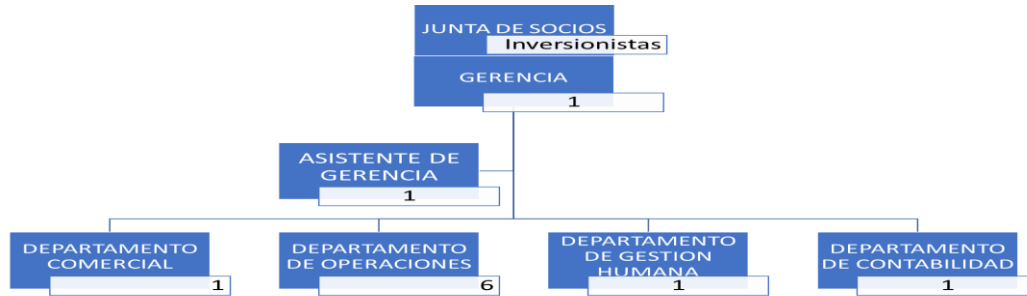 JUNTA DE SOCIOS
Inversionistas
GERENCIA
1
ASISTENTE DE
GERENCIA
1
DEPARTAMENTO
COMERCIAL
1
DEPARTAMENTO
DE OPERACIONES
6
DEPARTAMENTO
DE GESTION
HUMANA
1
DEPARTAMENTO
DE CONTABILIDAD
1